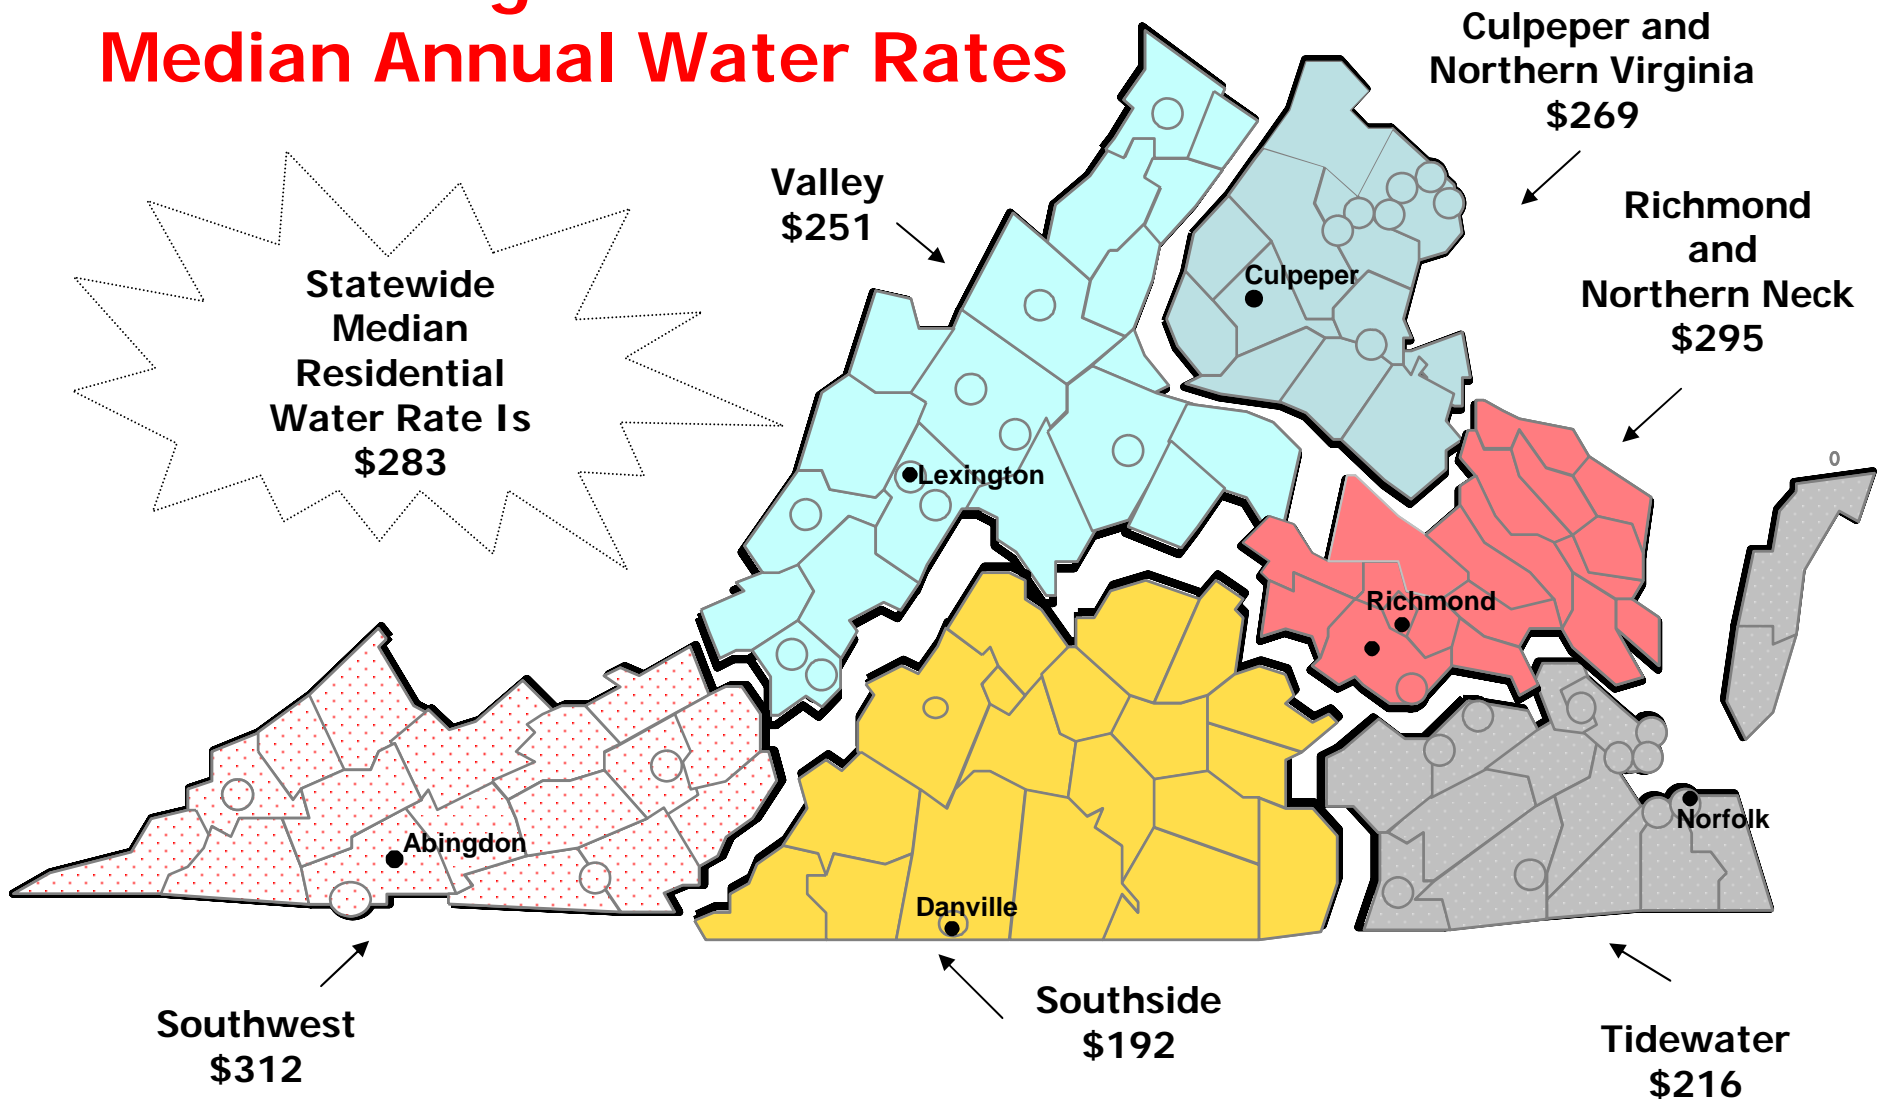 Median Annual Water Rates
Culpeper and
Northern Virginia
$269
Valley
$251
Richmond
and
Northern Neck
$295
Statewide
Median
Residential
Water Rate Is
$283
Culpeper
Lexington
Richmond
Abingdon
Danville
Norfolk
Southwest
$312
Southside
$192
Tidewater
$216